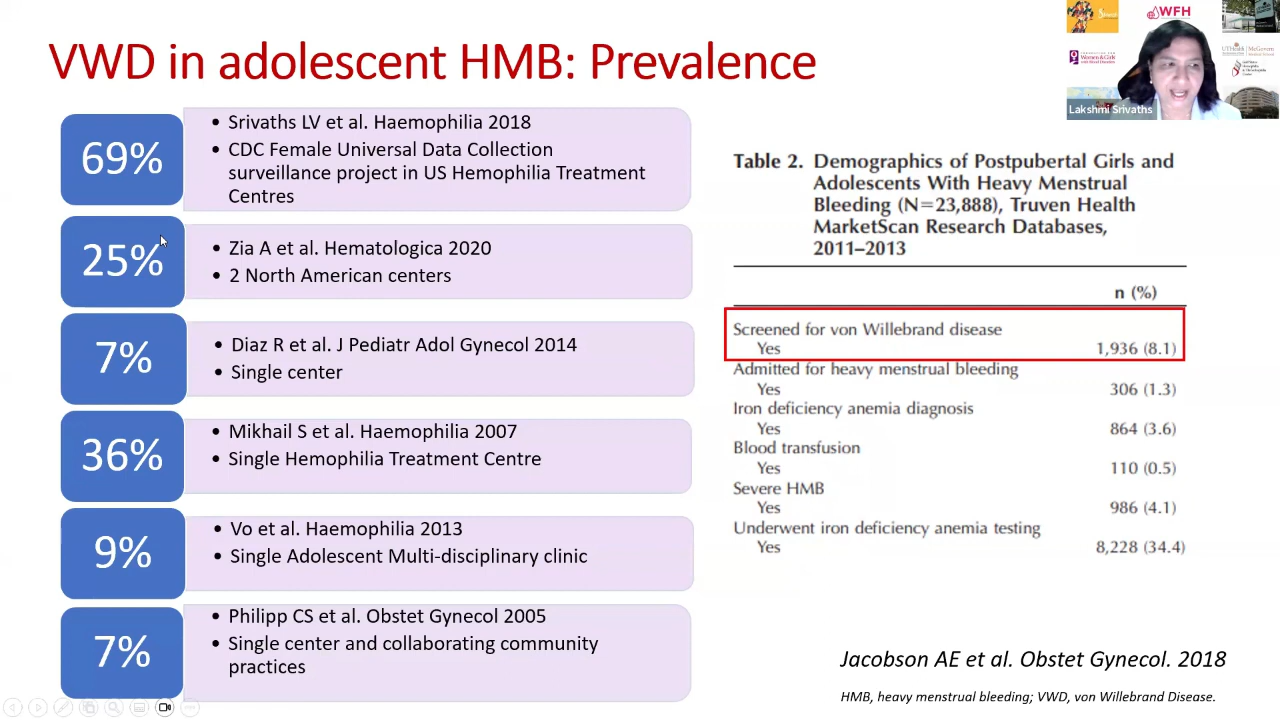 VWD in adolescent HMB: Prevalence
69%
• Srivaths LV et al. Haemophilia 2018
• CDC Female Universal Data Collection
surveillance project in US Hemophilia Treatment
Centres
25%
• Zia A et al. Hematologica 2020
• 2 North American centers
7%
• Diaz R et al. J Pediatr Adol Gynecol 2014
• Single center
36%
• Mikhail S et al. Haemophilia 2007
• Single Hemophilia Treatment Centre
9%
• Vo et al. Haemophilia 2013
• Single Adolescent Multi-disciplinary clinic
7%
• Philipp CS et al. Obstet Gynecol 2005
• Single center and collaborating community
practices
WFH
Lakshmi Srivaths
Table 2. Demographics of Postpubertal Girls and
Adolescents With Heavy Menstrual
Bleeding (N=23,888), Truven Health
MarketScan Research Databases,
2011–2013
n (%)
Screened for von Willebrand disease
Yes 1,936 (8.1)
Admitted for heavy menstrual bleeding
Yes 306 (1.3)
Iron deficiency anemia diagnosis
Yes 864 (3.6)
Blood transfusion
Yes 110 (0.5)
Severe HMB
Yes 986 (4.1)
Underwent iron deficiency anemia testing
Yes 8,228 (34.4)
Jacobson AE et al. Obstet Gynecol. 2018
HMB, heavy menstrual bleeding; VWD, von Willebrand Disease.